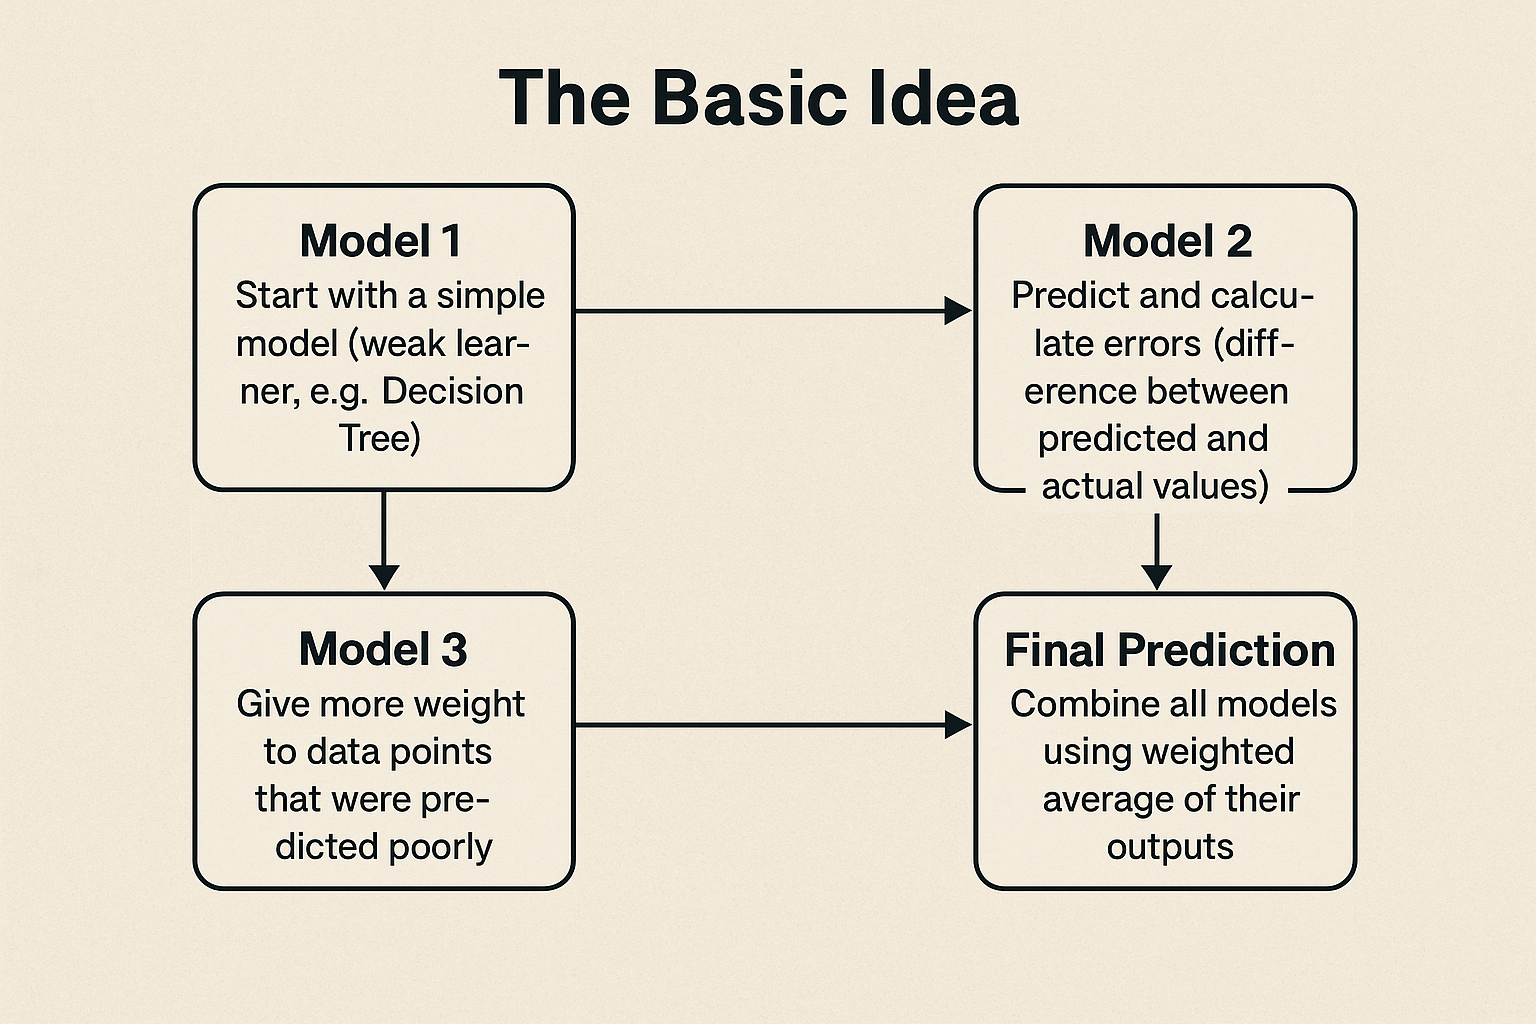 The Basic Idea
Model 1
Start with a simple
model (weak lear-
ner, e.g. Decision
Tree)
Model 2
Predict and calcu-
late errors (diff-
erence between
predicted and
actual values)
Model 3
Give more weight
to data points
that were pre-
dicted poorly
Final Prediction
Combine all models
using weighted
average of their
outputs